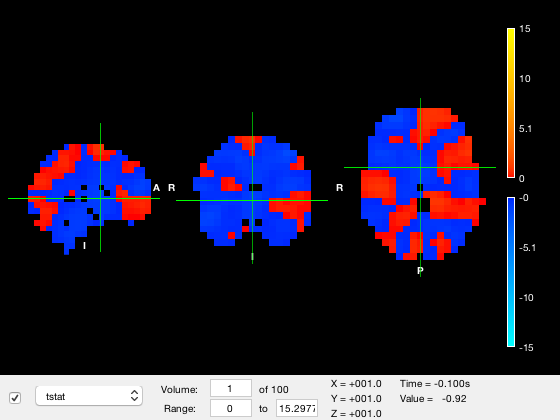 15
10
5.1
0
-0
-5.1
-10
-15
A R
R
I
I
P
tstat
Volume: 1 of 100
Range: 0 to 15.2977
X = +001.0 Time = -0.100s
Y = +001.0 Value = -0.92
Z = +001.0